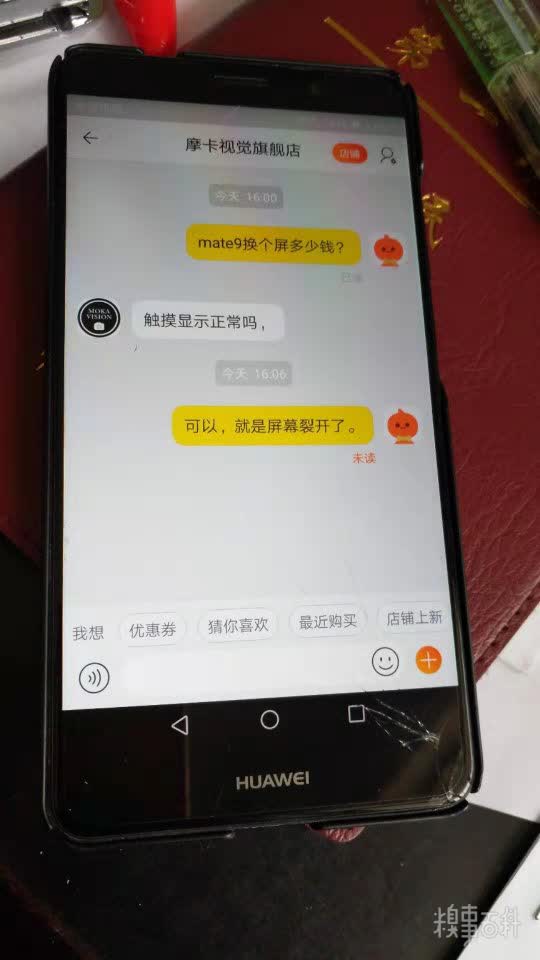 摩卡视觉旗舰店
店铺
今天 16:00
mate9换个屏多少钱？
已读
MOKA
VISION
触摸显示正常吗，
今天 16:06
可以，就是屏幕裂开了。
未读
我想
优惠券
猜你喜欢
最近购买
店铺上新
HUAWEI
糗事百科